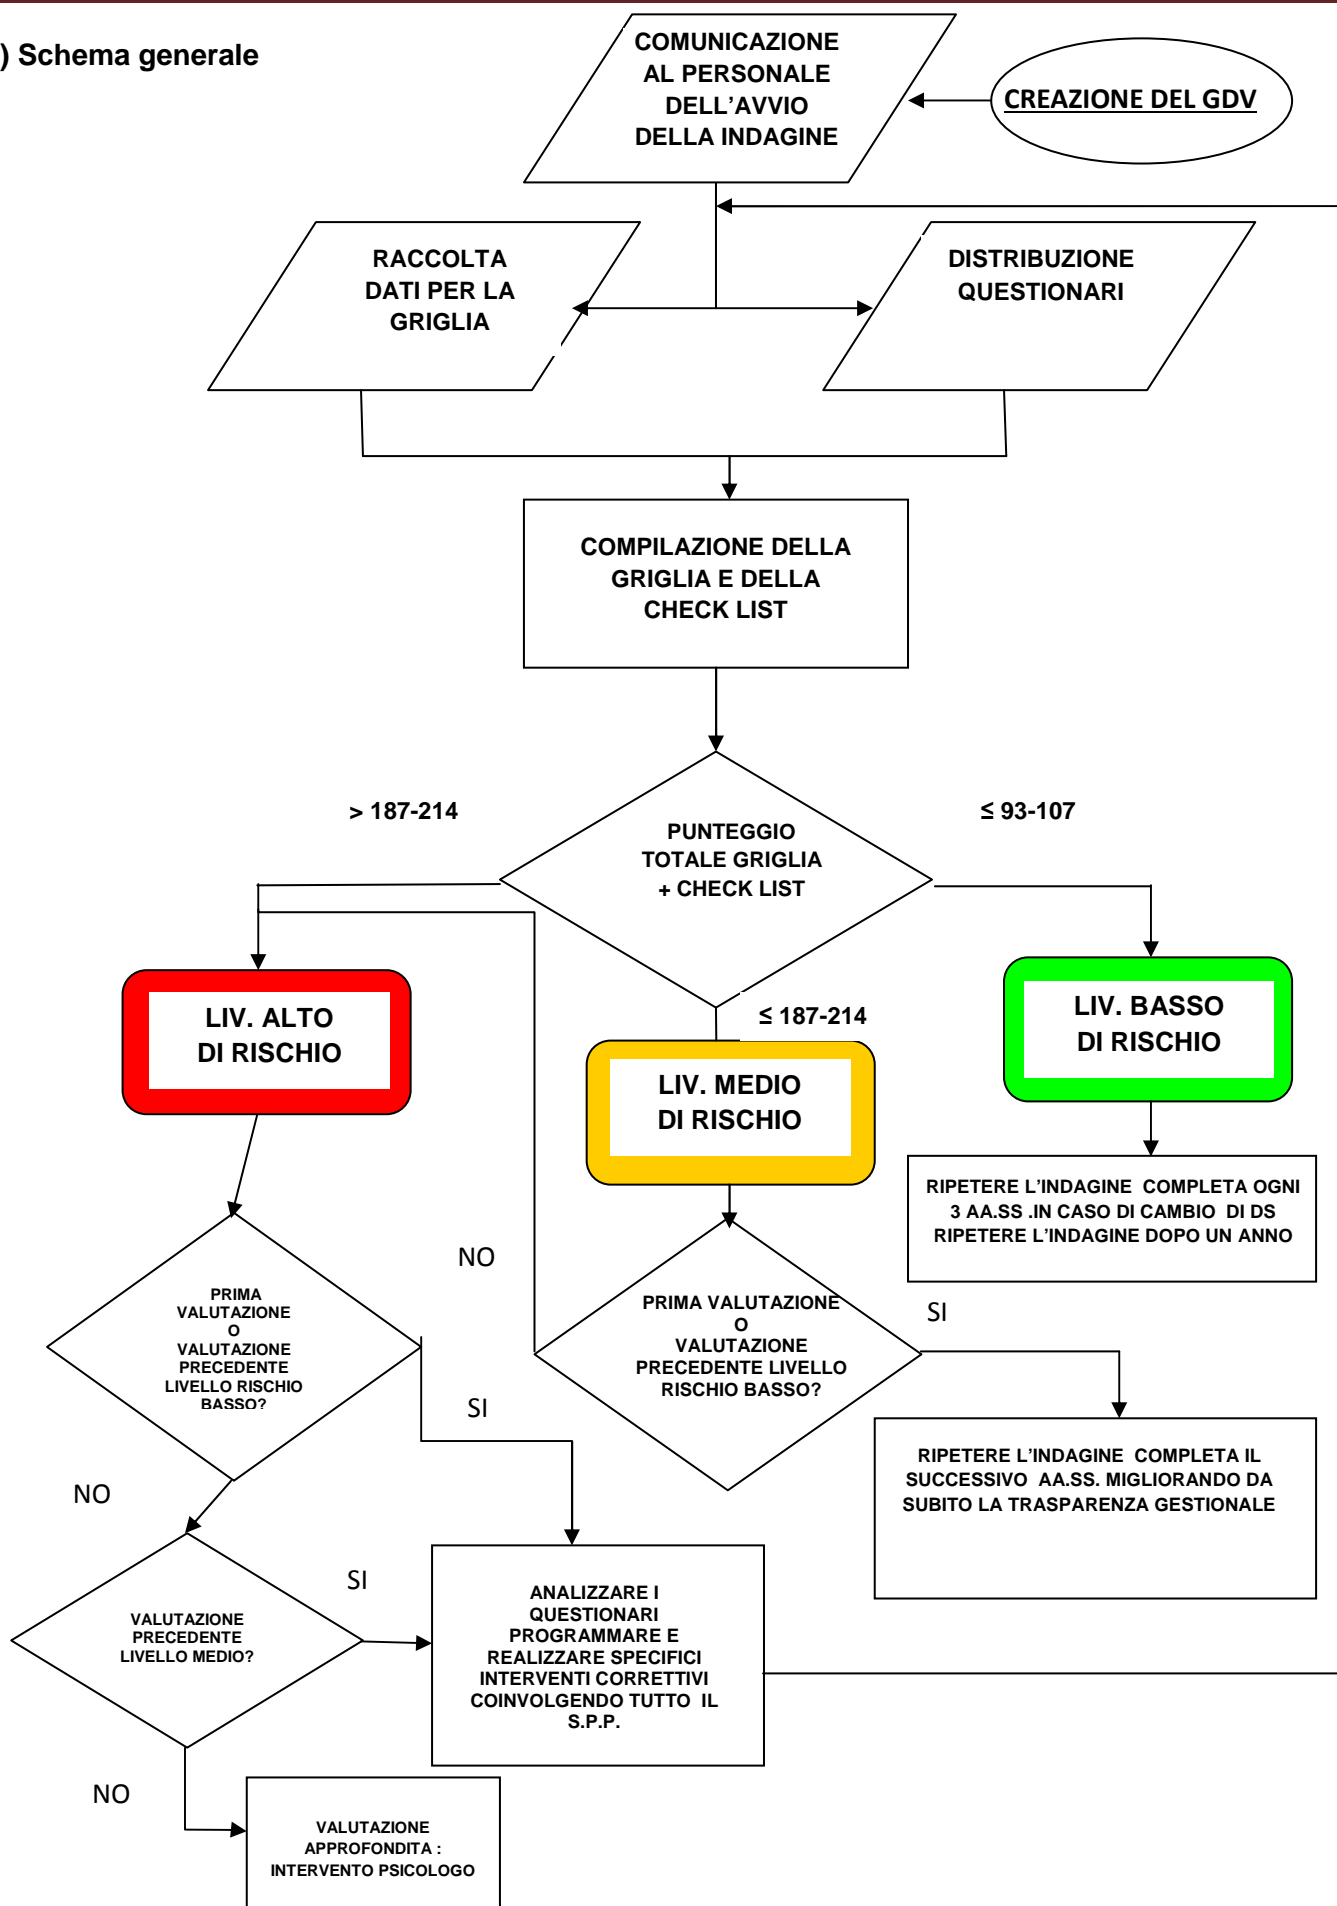 ) Schema generale
COMUNICAZIONE
AL PERSONALE
DELL’AVVIO
DELLA INDAGINE
CREAZIONE DEL GDV
RACCOLTA
DATI PER LA
GRIGLIA
DISTRIBUZIONE
QUESTIONARI
COMPILAZIONE DELLA
GRIGLIA E DELLA
CHECK LIST
> 187-214
≤ 93-107
PUNTEGGIO
TOTALE GRIGLIA
+ CHECK LIST
LIV. ALTO
DI RISCHIO
≤ 187-214
LIV. MEDIO
DI RISCHIO
LIV. BASSO
DI RISCHIO
RIPETERE L’INDAGINE COMPLETA OGNI
3 AA.SS .IN CASO DI CAMBIO DI DS
RIPETERE L’INDAGINE DOPO UN ANNO
NO
PRIMA
VALUTAZIONE
O
VALUTAZIONE
PRECEDENTE
LIVELLO RISCHIO
BASSO?
PRIMA VALUTAZIONE
O
VALUTAZIONE
PRECEDENTE LIVELLO
RISCHIO BASSO?
SI
SI
RIPETERE L’INDAGINE COMPLETA IL
SUCCESSIVO AA.SS. MIGLIORANDO DA
SUBITO LA TRASPARENZA GESTIONALE
NO
SI
VALUTAZIONE
PRECEDENTE
LIVELLO MEDIO?
ANALIZZARE I
QUESTIONARI
PROGRAMMARE E
REALIZZARE SPECIFICI
INTERVENTI CORRETTIVI
COINVOLGENDO TUTTO IL
S.P.P.
NO
VALUTAZIONE
APPROFONDITA :
INTERVENTO PSICOLOGO